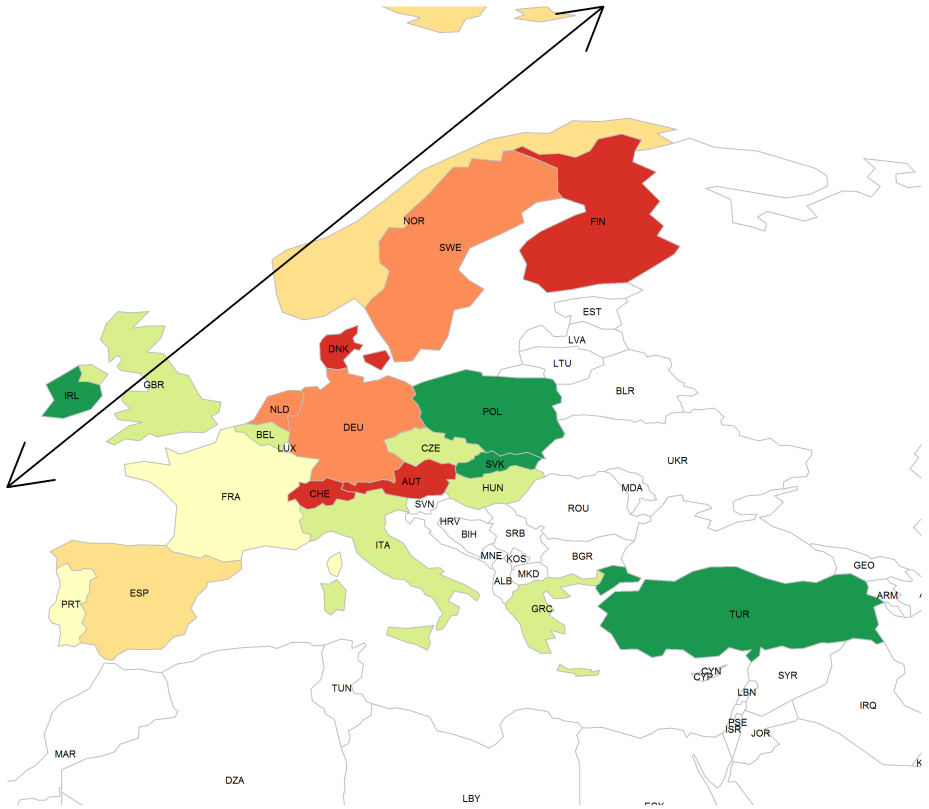 NOR
SWE
FIN
EST
LVA
DNK
LTU
GBR
BLR
IRL
NLD
POL
DEU
BEL
LUX
CZE
UKR
SVK
AUT
HUN
MDA
CHE
FRA
SVN
ROU
HRV
BIH
SRB
ITA
MNE
KOS
BGR
GEO
MKD
ALB
ESP
ARM
PRT
GRC
TUR
CYN
CYP
SYR
TUN
LBN
IRQ
PSE
ISR
JOR
MAR
DZA
LBY